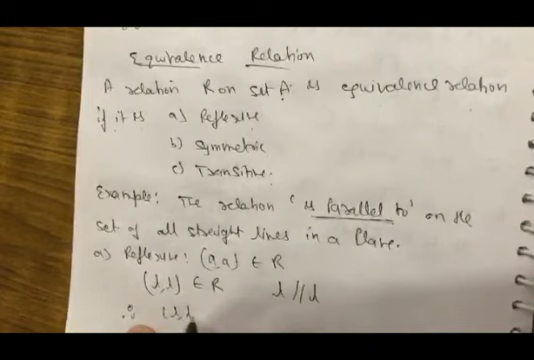 Equivalence Relation
A relation R on set A is equivalence relation
if it is a) Reflexive
b) Symmetric
c) Transitive.
Example: The relation 'is Parallel to' on the
set of all straight lines in a Plane.
a) Reflexive: (a,a) ∈ R
(l,l) ∈ R l // l
∴ (l,l